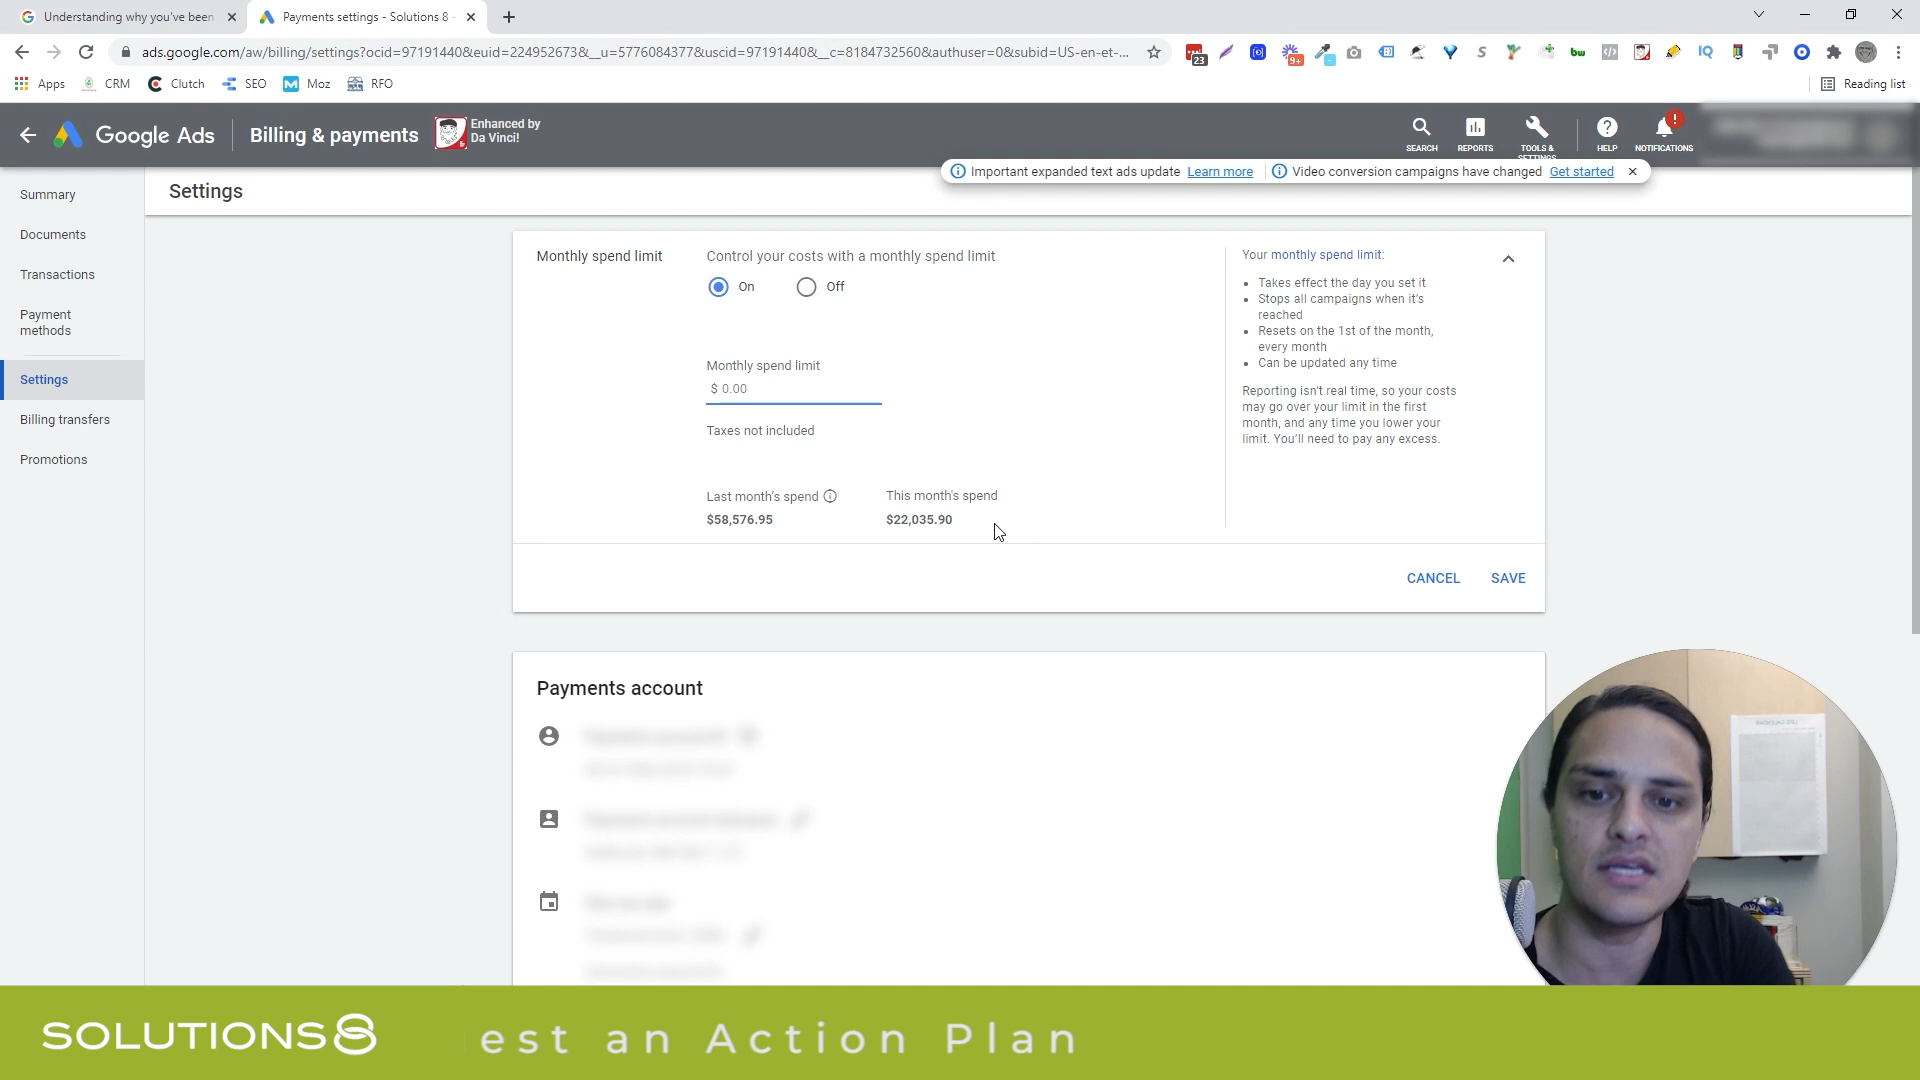 Understanding why you've been
Payments settings - Solutions 8 -
ads.google.com/aw/billing/settings?ocid=97191440&euid=224952673&__u=5776084377&uscid=97191440&__c=8184732560&authuser=0&subid=US-en-et-...
23
9+
bw
IQ
Apps
CRM
Clutch
SEO
Moz
RFO
Reading list
Google Ads
Billing & payments
Enhanced by
Da Vinci!
SEARCH
REPORTS
TOOLS &
SETTINGS
HELP
NOTIFICATIONS
Important expanded text ads update Learn more
Video conversion campaigns have changed Get started
Summary
Documents
Transactions
Payment
methods
Settings
Billing transfers
Promotions
Settings
Monthly spend limit
Control your costs with a monthly spend limit
On
Off
Monthly spend limit
$ 0.00
Taxes not included
Last month's spend
$58,576.95
This month's spend
$22,035.90
Your monthly spend limit:
• Takes effect the day you set it
• Stops all campaigns when it's
reached
• Resets on the 1st of the month,
every month
• Can be updated any time
Reporting isn't real time, so your costs
may go over your limit in the first
month, and any time you lower your
limit. You'll need to pay any excess.
CANCEL
SAVE
Payments account
SOLUTIONS8
est an Action Plan